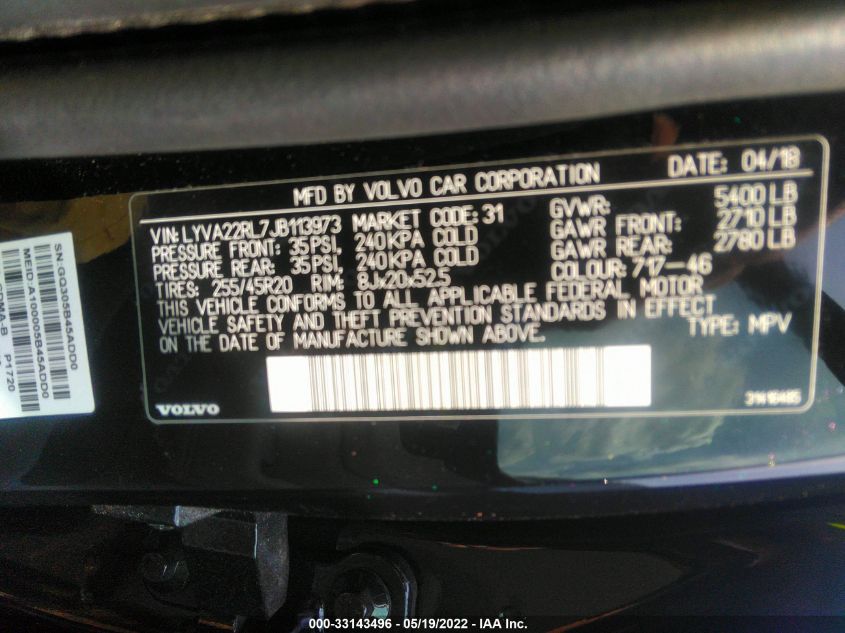 MFD BY VOLVO CAR CORPORATION DATE: 04/18
VIN: LYVA22RL7JB113973 MARKET CODE: 31 GVWR: 5400 LB
PRESSURE FRONT: 35PSI, 240KPA COLD GAWR FRONT: 2710 LB
PRESSURE REAR: 35PSI, 240KPA COLD GAWR REAR: 2780 LB
TIRES: 255/45R20 RIM: 8Jx20x52.5 COLOUR: 717-46
THIS VEHICLE CONFORMS TO ALL APPLICABLE FEDERAL MOTOR
VEHICLE SAFETY AND THEFT PREVENTION STANDARDS IN EFFECT
ON THE DATE OF MANUFACTURE SHOWN ABOVE. TYPE: MPV
VOLVO 31416485
SN:GQ305B45ADD0
MEID:A100005B45ADD0
CDMA-B P1720
000-33143496 - 05/19/2022 - IAA Inc.